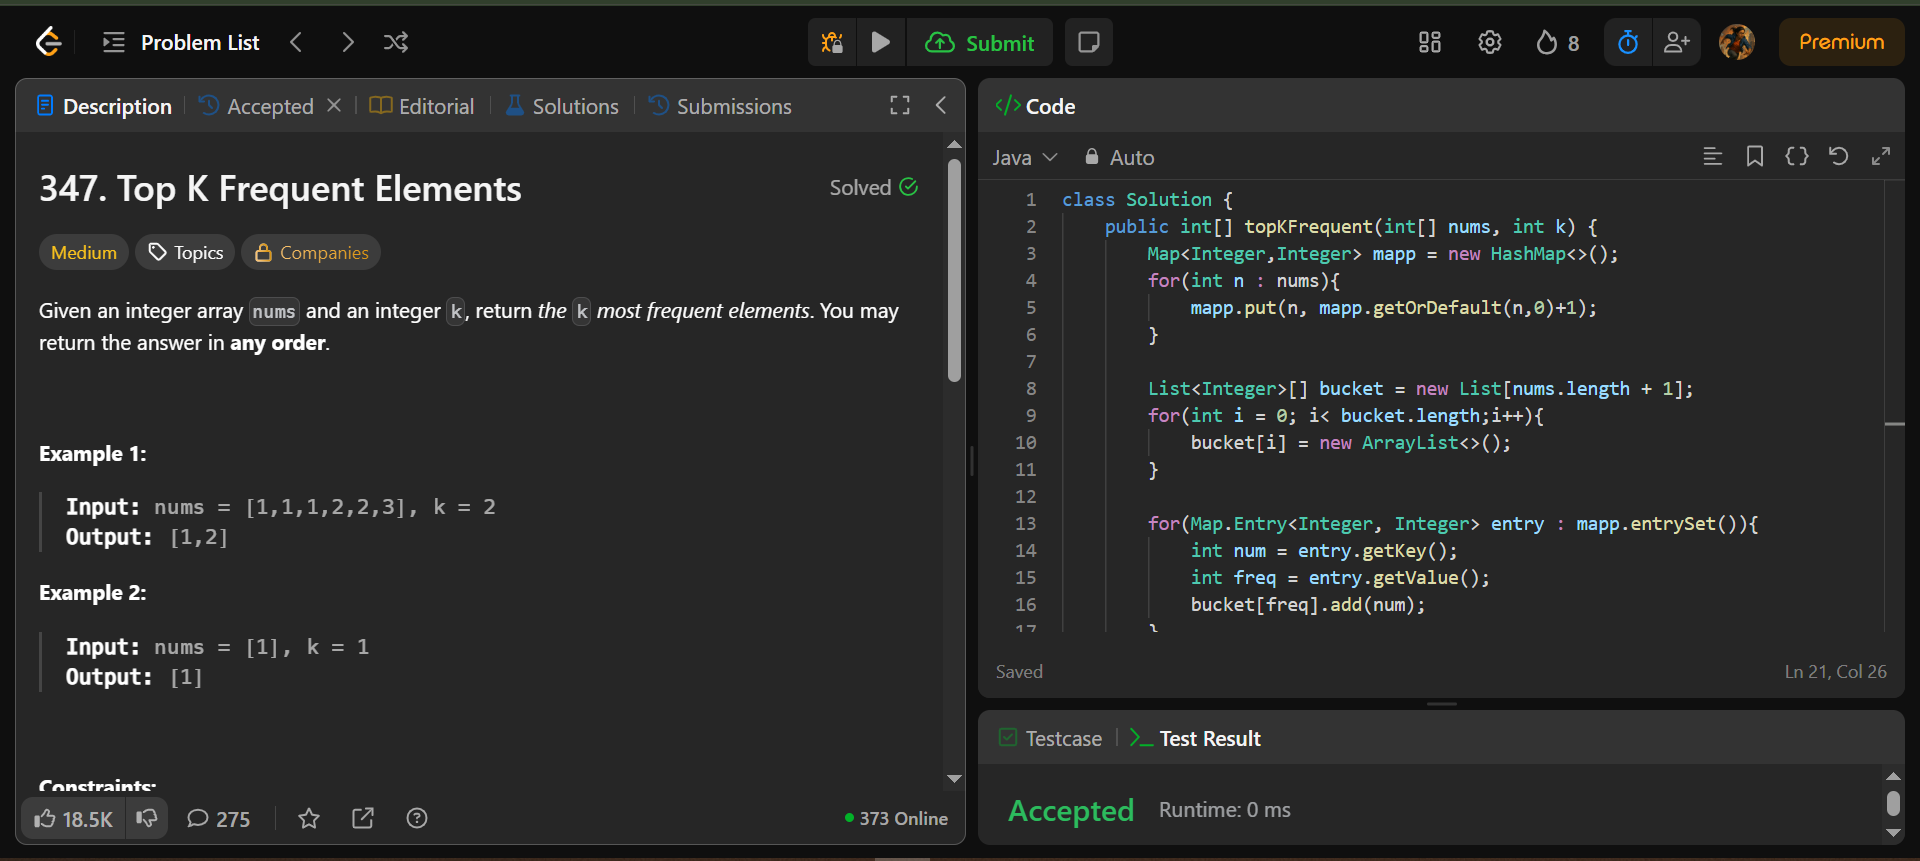 Problem List
Submit
8
Premium
Description
Accepted
Editorial
Solutions
Submissions
347. Top K Frequent Elements
Solved
Medium
Topics
Companies
Given an integer array nums and an integer k, return the k most frequent elements. You may
return the answer in any order.
Example 1:
Input: nums = [1,1,1,2,2,3], k = 2
Output: [1,2]
Example 2:
Input: nums = [1], k = 1
Output: [1]
Constraints:
18.5K
275
373 Online
</> Code
Java
Auto
1 class Solution {
2 public int[] topKFrequent(int[] nums, int k) {
3 Map<Integer,Integer> mapp = new HashMap<>();
4 for(int n : nums){
5 mapp.put(n, mapp.getOrDefault(n,0)+1);
6 }
7
8 List<Integer>[] bucket = new List[nums.length + 1];
9 for(int i = 0; i< bucket.length;i++){
10 bucket[i] = new ArrayList<>();
11 }
12
13 for(Map.Entry<Integer, Integer> entry : mapp.entrySet()){
14 int num = entry.getKey();
15 int freq = entry.getValue();
16 bucket[freq].add(num);
17 }
Saved
Ln 21, Col 26
Testcase
Test Result
Accepted
Runtime: 0 ms